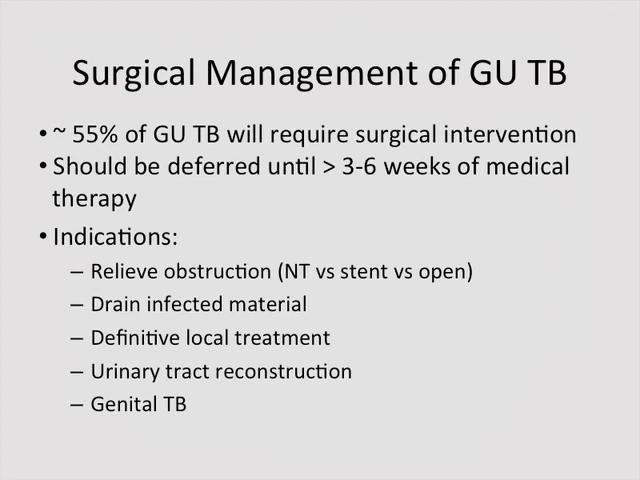 Surgical Management of GU TB
• ~ 55% of GU TB will require surgical intervention
• Should be deferred until > 3-6 weeks of medical
therapy
• Indications:
– Relieve obstruction (NT vs stent vs open)
– Drain infected material
– Definitive local treatment
– Urinary tract reconstruction
– Genital TB